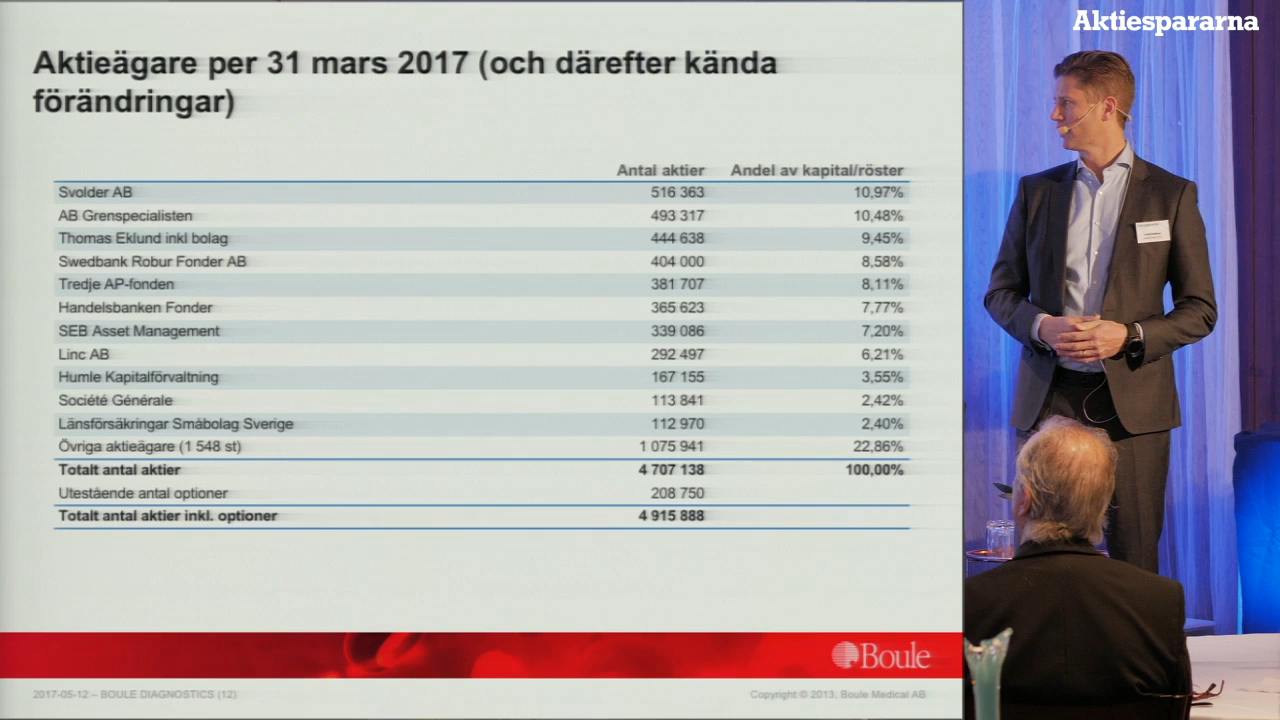 Aktiespararna
Aktieägare per 31 mars 2017 (och därefter kända
förändringar)
Antal aktier Andel av kapital/röster
Svolder AB 516 363 10,97%
AB Grenspecialisten 493 317 10,48%
Thomas Eklund inkl bolag 444 638 9,45%
Swedbank Robur Fonder AB 404 000 8,58%
Tredje AP-fonden 381 707 8,11%
Handelsbanken Fonder 365 623 7,77%
SEB Asset Management 339 086 7,20%
Linc AB 292 497 6,21%
Humle Kapitalförvaltning 167 155 3,55%
Société Générale 113 841 2,42%
Länsförsäkringar Småbolag Sverige 112 970 2,40%
Övriga aktieägare (1 548 st) 1 075 941 22,86%
Totalt antal aktier 4 707 138 100,00%
Utestående antal optioner 208 750
Totalt antal aktier inkl. optioner 4 915 888
Boule
2017-05-12 – BOULE DIAGNOSTICS (12) Copyright © 2013, Boule Medical AB